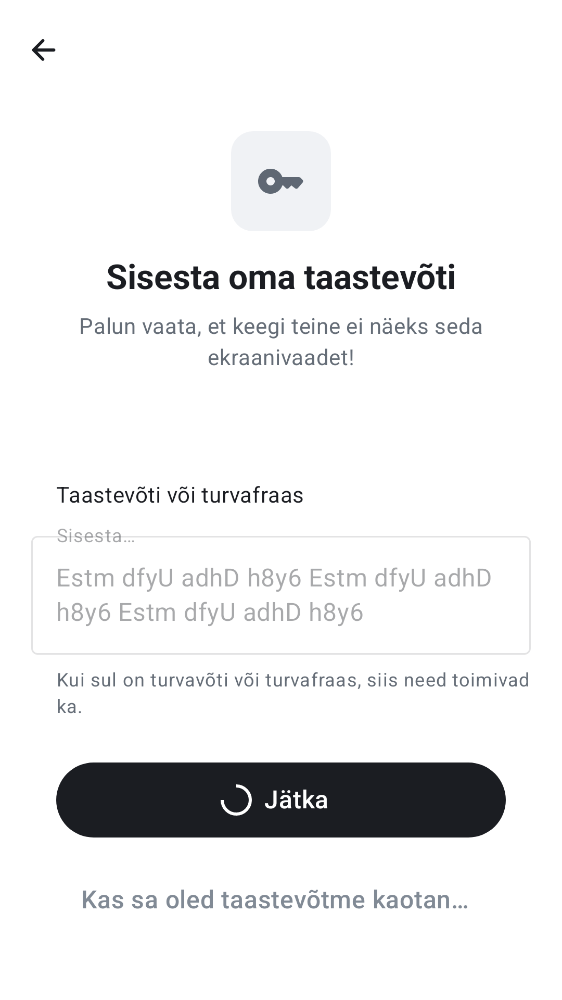 Sisesta oma taastevõti
Palun vaata, et keegi teine ei näeks seda
ekraanivaadet!
Taastevõti või turvafraas
Sisesta…
Estm dfyU adhD h8y6 Estm dfyU adhD
h8y6 Estm dfyU adhD h8y6
Kui sul on turvavõti või turvafraas, siis need toimivad
ka.
Jätka
Kas sa oled taastevõtme kaotan…